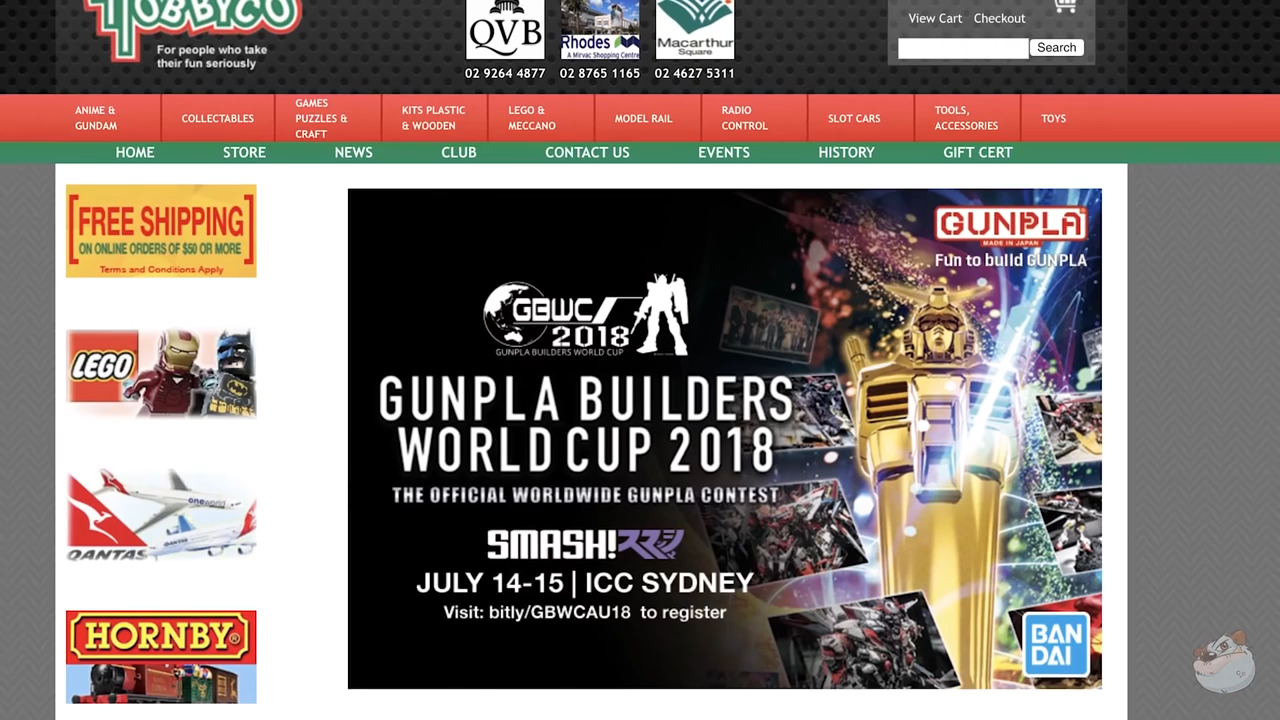 HOBBYCO
For people who take
their fun seriously
QVB
Rhodes
A Mirvac Shopping Centre
Macarthur
Square
02 9264 4877
02 8765 1165
02 4627 5311
View Cart
Checkout
Search
ANIME &
GUNDAM
COLLECTABLES
GAMES
PUZZLES &
CRAFT
KITS PLASTIC
& WOODEN
LEGO &
MECCANO
MODEL RAIL
RADIO
CONTROL
SLOT CARS
TOOLS,
ACCESSORIES
TOYS
HOME
STORE
NEWS
CLUB
CONTACT US
EVENTS
HISTORY
GIFT CERT
FREE SHIPPING
ON ONLINE ORDERS OF $50 OR MORE
Terms and Conditions Apply
LEGO
oneworld
QANTAS
HORNBY®
GUNPLA
MADE IN JAPAN
Fun to build GUNPLA
GBWC
2018
GUNPLA BUILDERS WORLD CUP
GUNPLA BUILDERS
WORLD CUP 2018
THE OFFICIAL WORLDWIDE GUNPLA CONTEST
SMASH!スマッシュ
JULY 14-15 | ICC SYDNEY
Visit: bitly/GBWCAU18 to register
BAN
DAI